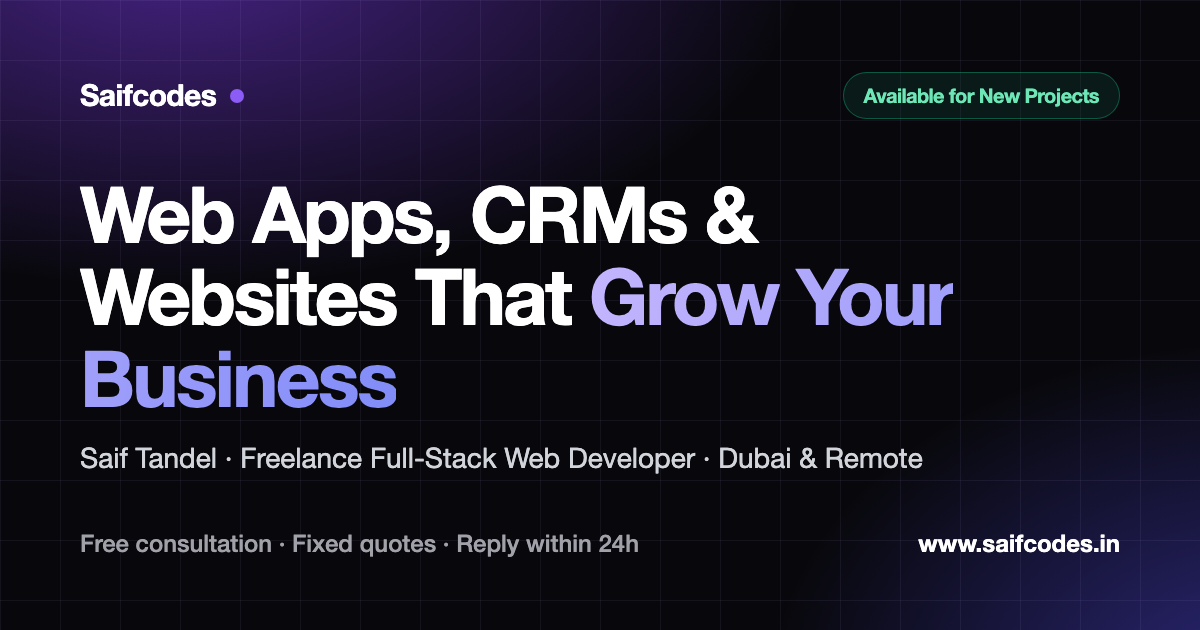 Saifcodes
Available for New Projects
Web Apps, CRMs &
Websites That Grow Your
Business
Saif Tandel · Freelance Full-Stack Web Developer · Dubai & Remote
Free consultation · Fixed quotes · Reply within 24h
www.saifcodes.in